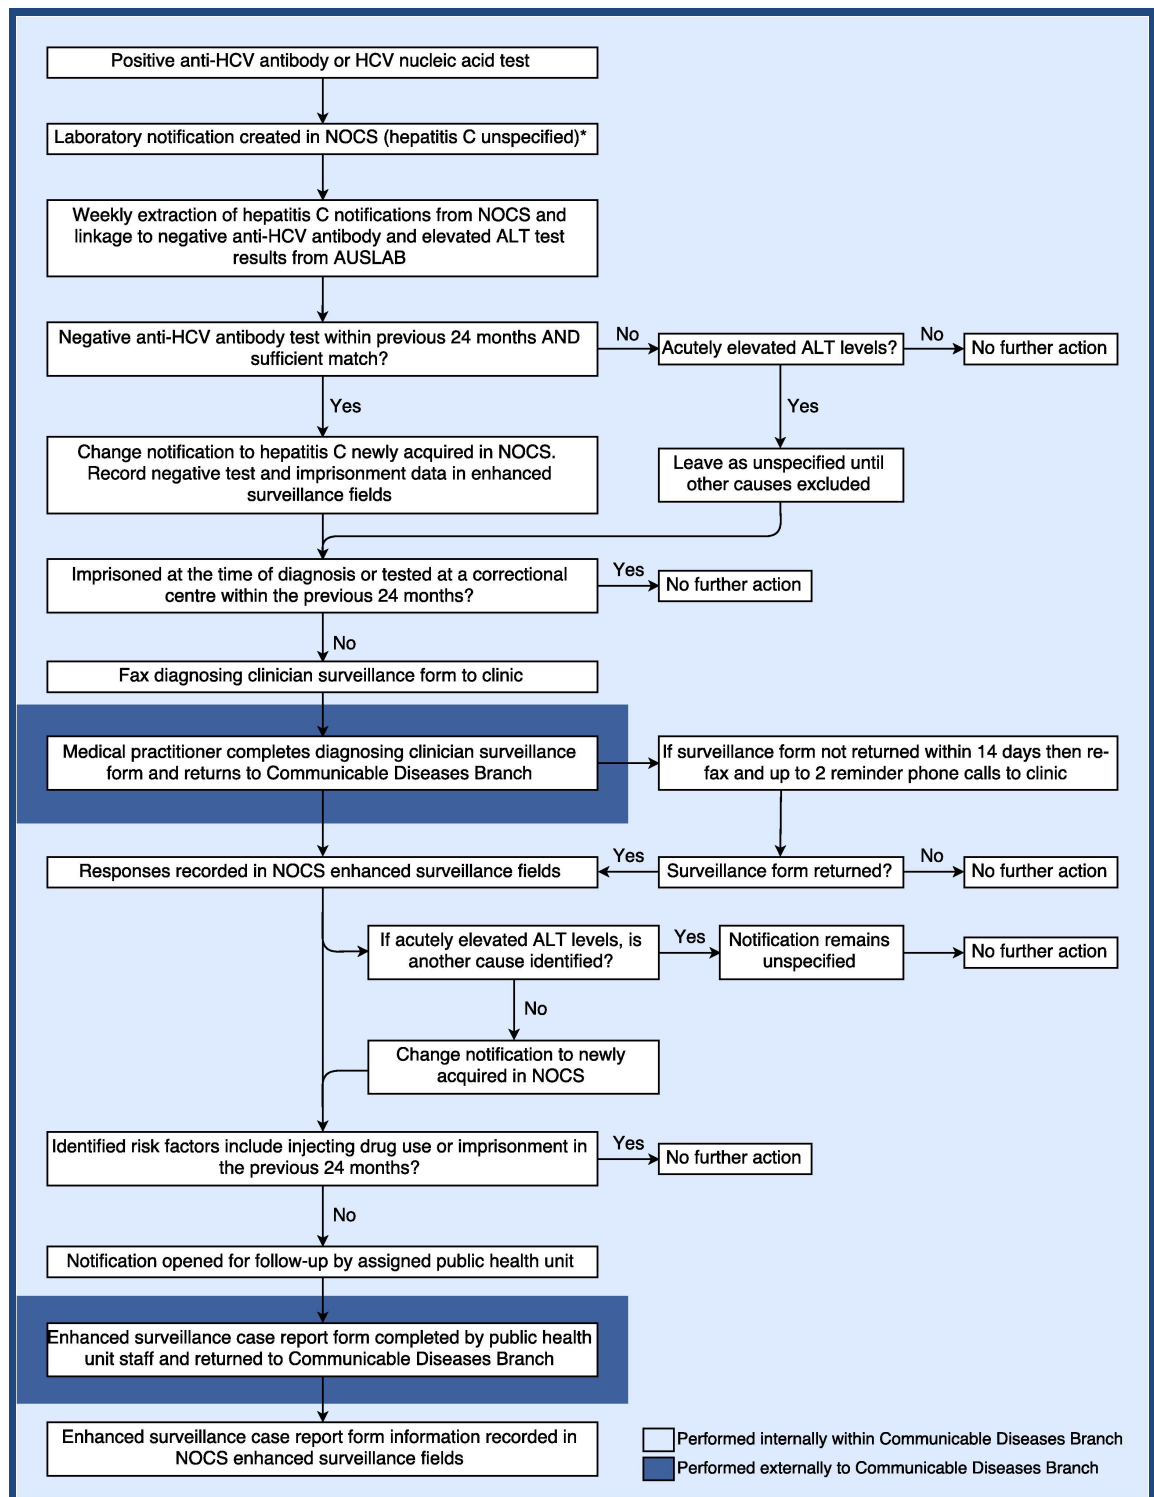 Positive anti-HCV antibody or HCV nucleic acid test
Laboratory notification created in NOCS (hepatitis C unspecified)*
Weekly extraction of hepatitis C notifications from NOCS and
linkage to negative anti-HCV antibody and elevated ALT test
results from AUSLAB
Negative anti-HCV antibody test within previous 24 months AND
sufficient match?
No
Acutely elevated ALT levels?
No
No further action
Yes
Yes
Change notification to hepatitis C newly acquired in NOCS.
Record negative test and imprisonment data in enhanced
surveillance fields
Leave as unspecified until
other causes excluded
Imprisoned at the time of diagnosis or tested at a correctional
centre within the previous 24 months?
Yes
No further action
No
Fax diagnosing clinician surveillance form to clinic
Medical practitioner completes diagnosing clinician surveillance
form and returns to Communicable Diseases Branch
If surveillance form not returned within 14 days then re-
fax and up to 2 reminder phone calls to clinic
Responses recorded in NOCS enhanced surveillance fields
Yes
Surveillance form returned?
No
No further action
If acutely elevated ALT levels, is
another cause identified?
Yes
Notification remains
unspecified
No further action
No
Change notification to newly
acquired in NOCS
Identified risk factors include injecting drug use or imprisonment in
the previous 24 months?
Yes
No further action
No
Notification opened for follow-up by assigned public health unit
Enhanced surveillance case report form completed by public health
unit staff and returned to Communicable Diseases Branch
Enhanced surveillance case report form information recorded in
NOCS enhanced surveillance fields
Performed internally within Communicable Diseases Branch
Performed externally to Communicable Diseases Branch